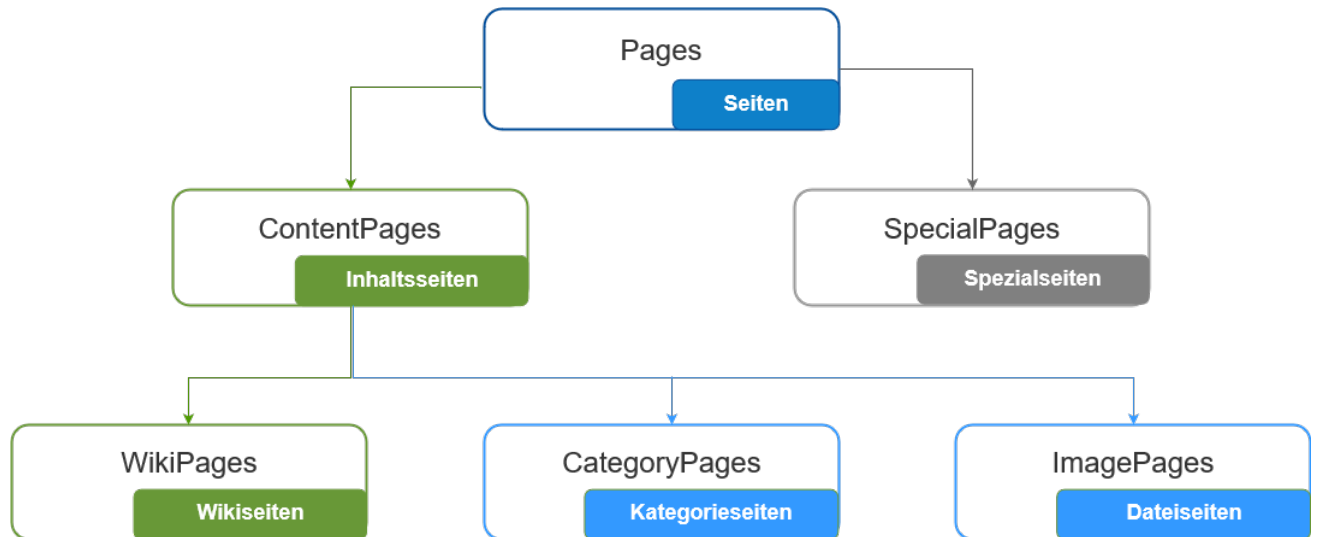 Pages
Seiten
ContentPages
Inhaltsseiten
SpecialPages
Spezialseiten
WikiPages
Wikiseiten
CategoryPages
Kategorieseiten
ImagePages
Dateiseiten